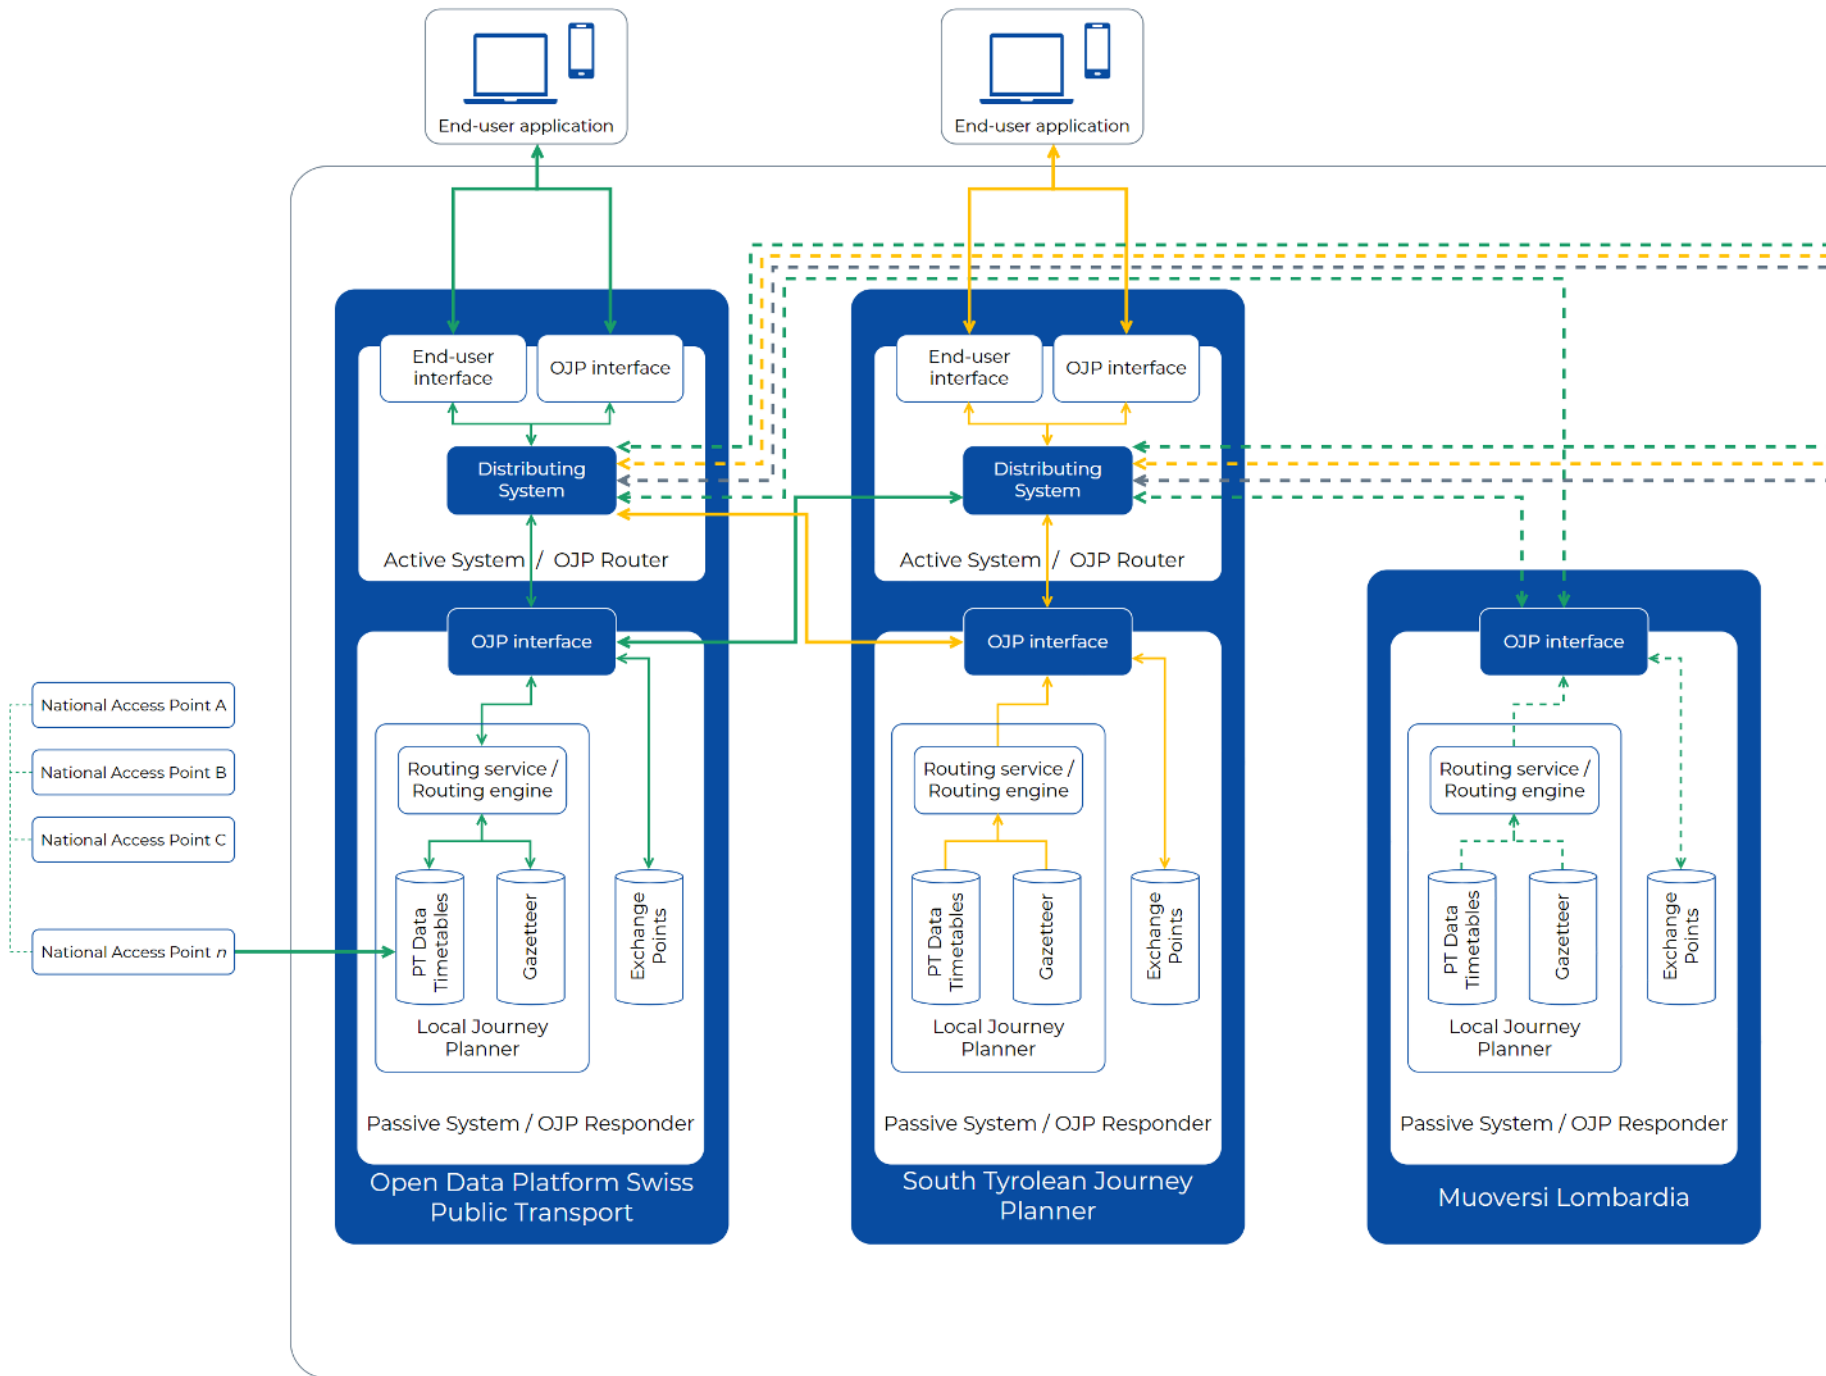 End-user application
End-user application
End-user
interface
OJP interface
End-user
interface
OJP interface
Distributing
System
Distributing
System
Active System / OJP Router
Active System / OJP Router
OJP interface
OJP interface
OJP interface
National Access Point A
National Access Point B
National Access Point C
National Access Point n
Routing service /
Routing engine
PT Data
Timetables
Gazetteer
Exchange
Points
Local Journey
Planner
Passive System / OJP Responder
Open Data Platform Swiss
Public Transport
Routing service /
Routing engine
PT Data
Timetables
Gazetteer
Exchange
Points
Local Journey
Planner
Passive System / OJP Responder
South Tyrolean Journey
Planner
Routing service /
Routing engine
PT Data
Timetables
Gazetteer
Exchange
Points
Local Journey
Planner
Passive System / OJP Responder
Muoversi Lombardia